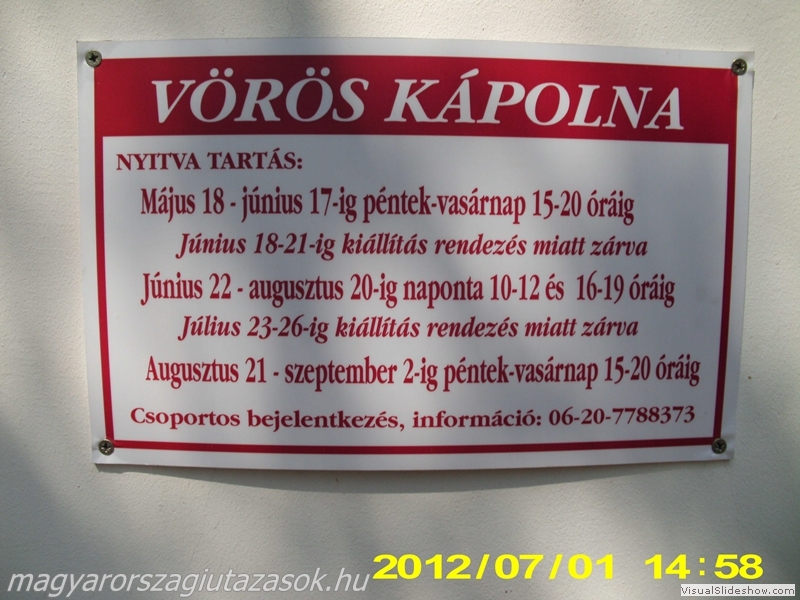 VÖRÖS KÁPOLNA
NYITVA TARTÁS:
Május 18 - június 17-ig péntek-vasárnap 15-20 óráig
Június 18-21-ig kiállítás rendezés miatt zárva
Június 22 - augusztus 20-ig naponta 10-12 és 16-19 óráig
Július 23-26-ig kiállítás rendezés miatt zárva
Augusztus 21 - szeptember 2-ig péntek-vasárnap 15-20 óráig
Csoportos bejelentkezés, információ: 06-20-7788373
2012/07/01 14:58
magyarorszagiutazasok.hu
VisualSlideshow.com